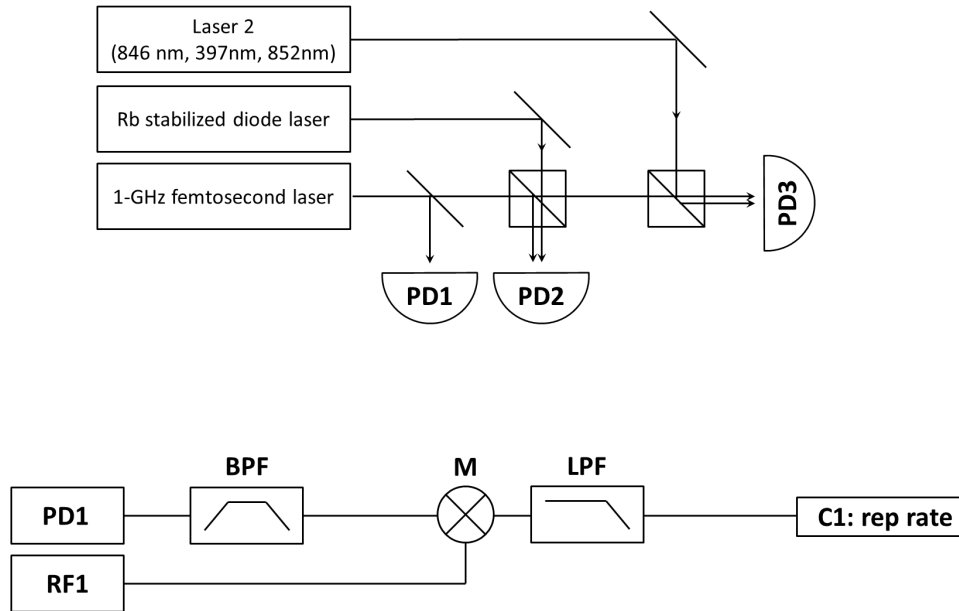 Laser 2
(846 nm, 397nm, 852nm)
Rb stabilized diode laser
1-GHz femtosecond laser
PD1
PD2
PD3
BPF
M
LPF
PD1
C1: rep rate
RF1